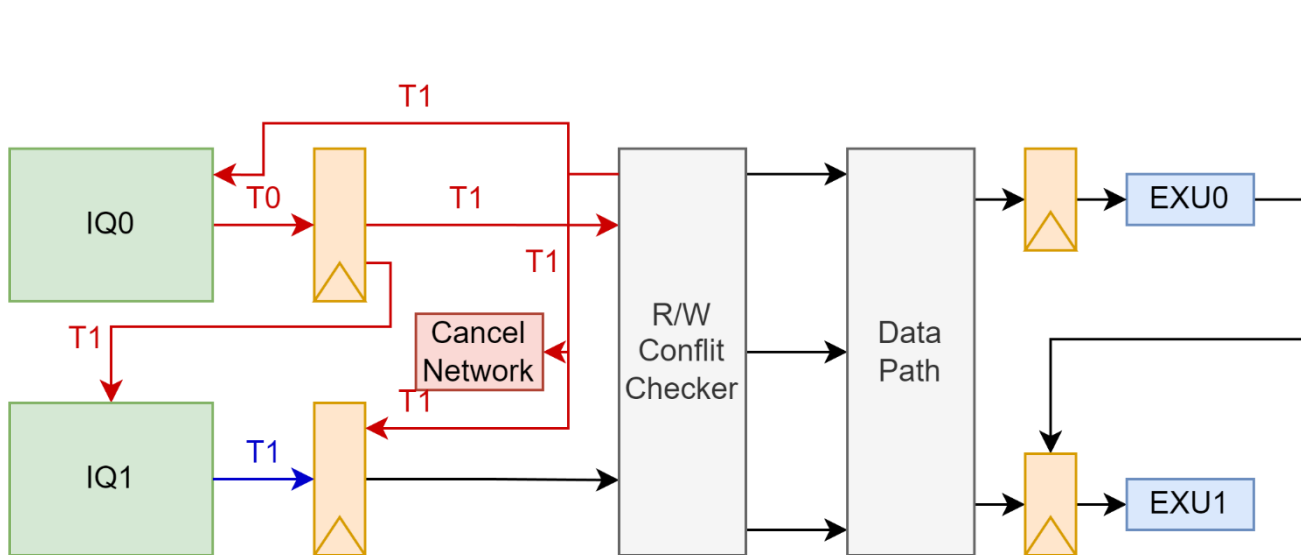 T1
IQ0
T0
T1
T1
T1
Cancel
Network
T1
R/W
Conflit
Checker
Data
Path
EXU0
IQ1
T1
EXU1